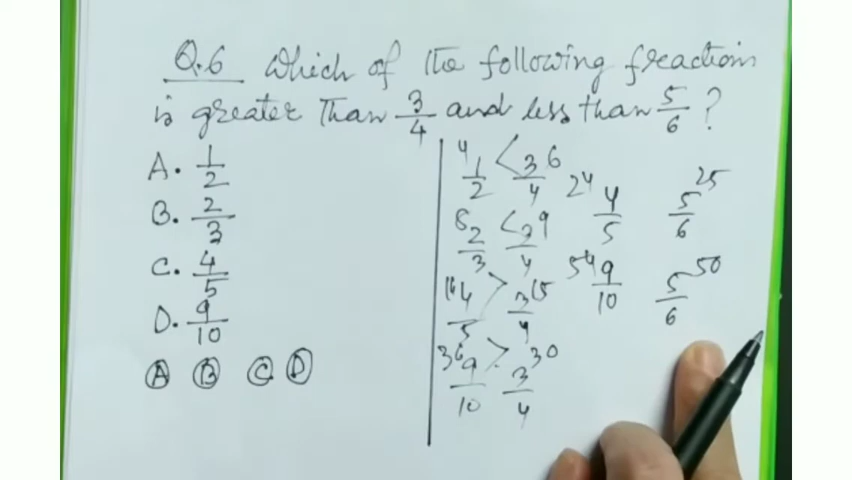 Q.6 Which of the following fractions
is greater than 3/4 and less than 5/6 ?
A. 1/2
B. 2/3
C. 4/5
D. 9/10
A B C D
4 1/2 < 3/4 6
8 2/3 < 3/4 9
16 4/5 > 3/4 15
36 9/10 > 3/4 30
24 4/5 5/6 25
54 9/10 5/6 50